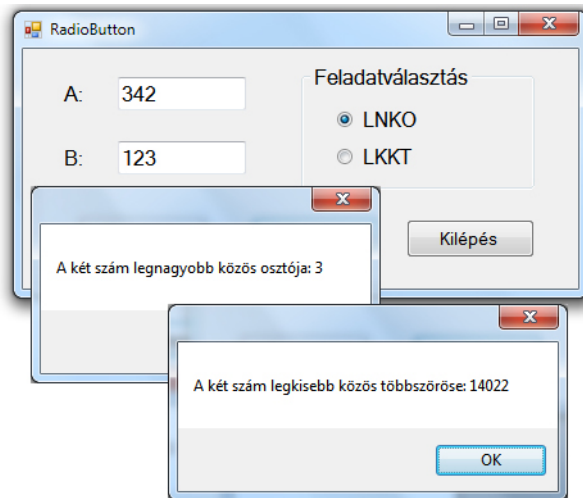 RadioButton
A: 342
Feladatválasztás
LNKO
B: 123
LKKT
Kilépés
A két szám legnagyobb közös osztója: 3
A két szám legkisebb közös többszöröse: 14022
OK